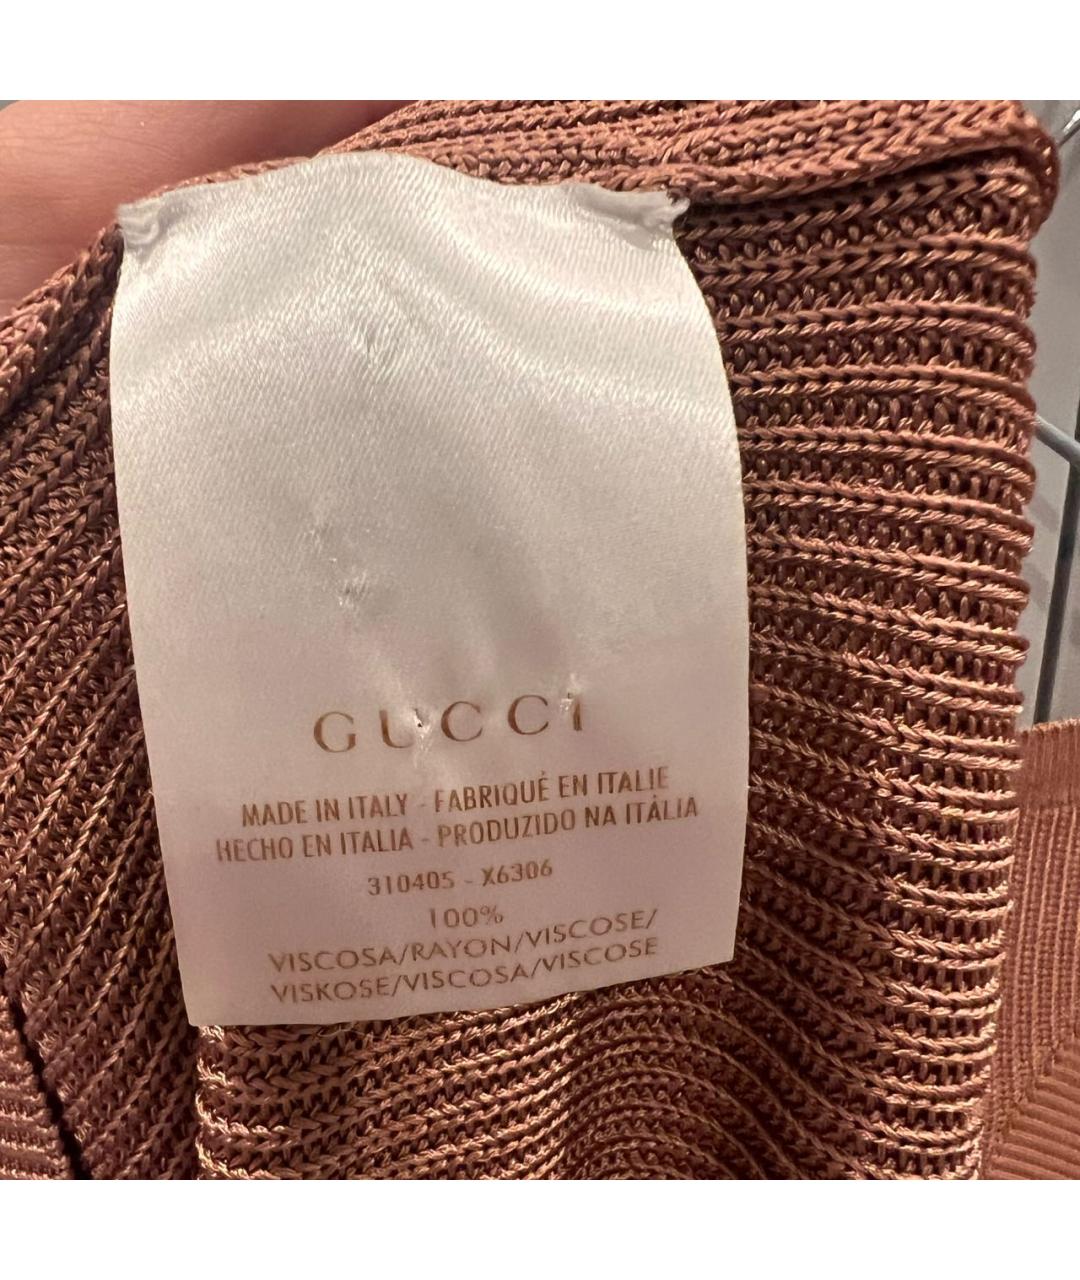 GUCCI
MADE IN ITALY - FABRIQUÉ EN ITALIE
HECHO EN ITALIA - PRODUZIDO NA ITÁLIA
310405 - X6306
100%
VISCOSA/RAYON/VISCOSE/
VISKOSE/VISCOSA/VISCOSE